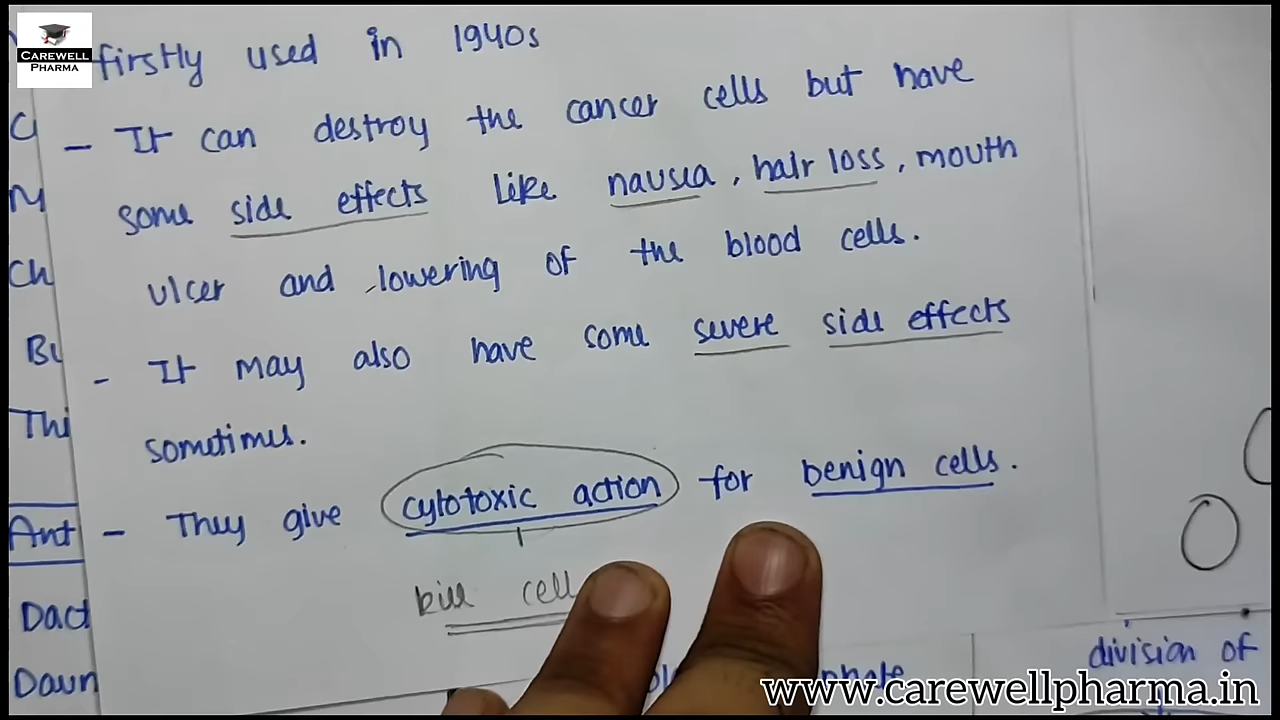 CAREWELL
PHARMA
firstly used in 1940s
- It can destroy the cancer cells but have
some side effects like nausea, hair loss, mouth
ulcer and lowering of the blood cells.
- It may also have some severe side effects
sometimes.
- They give cytotoxic action for benign cells.
kill cell
Ch
Thi
Ant
division of
www.carewellpharma.in